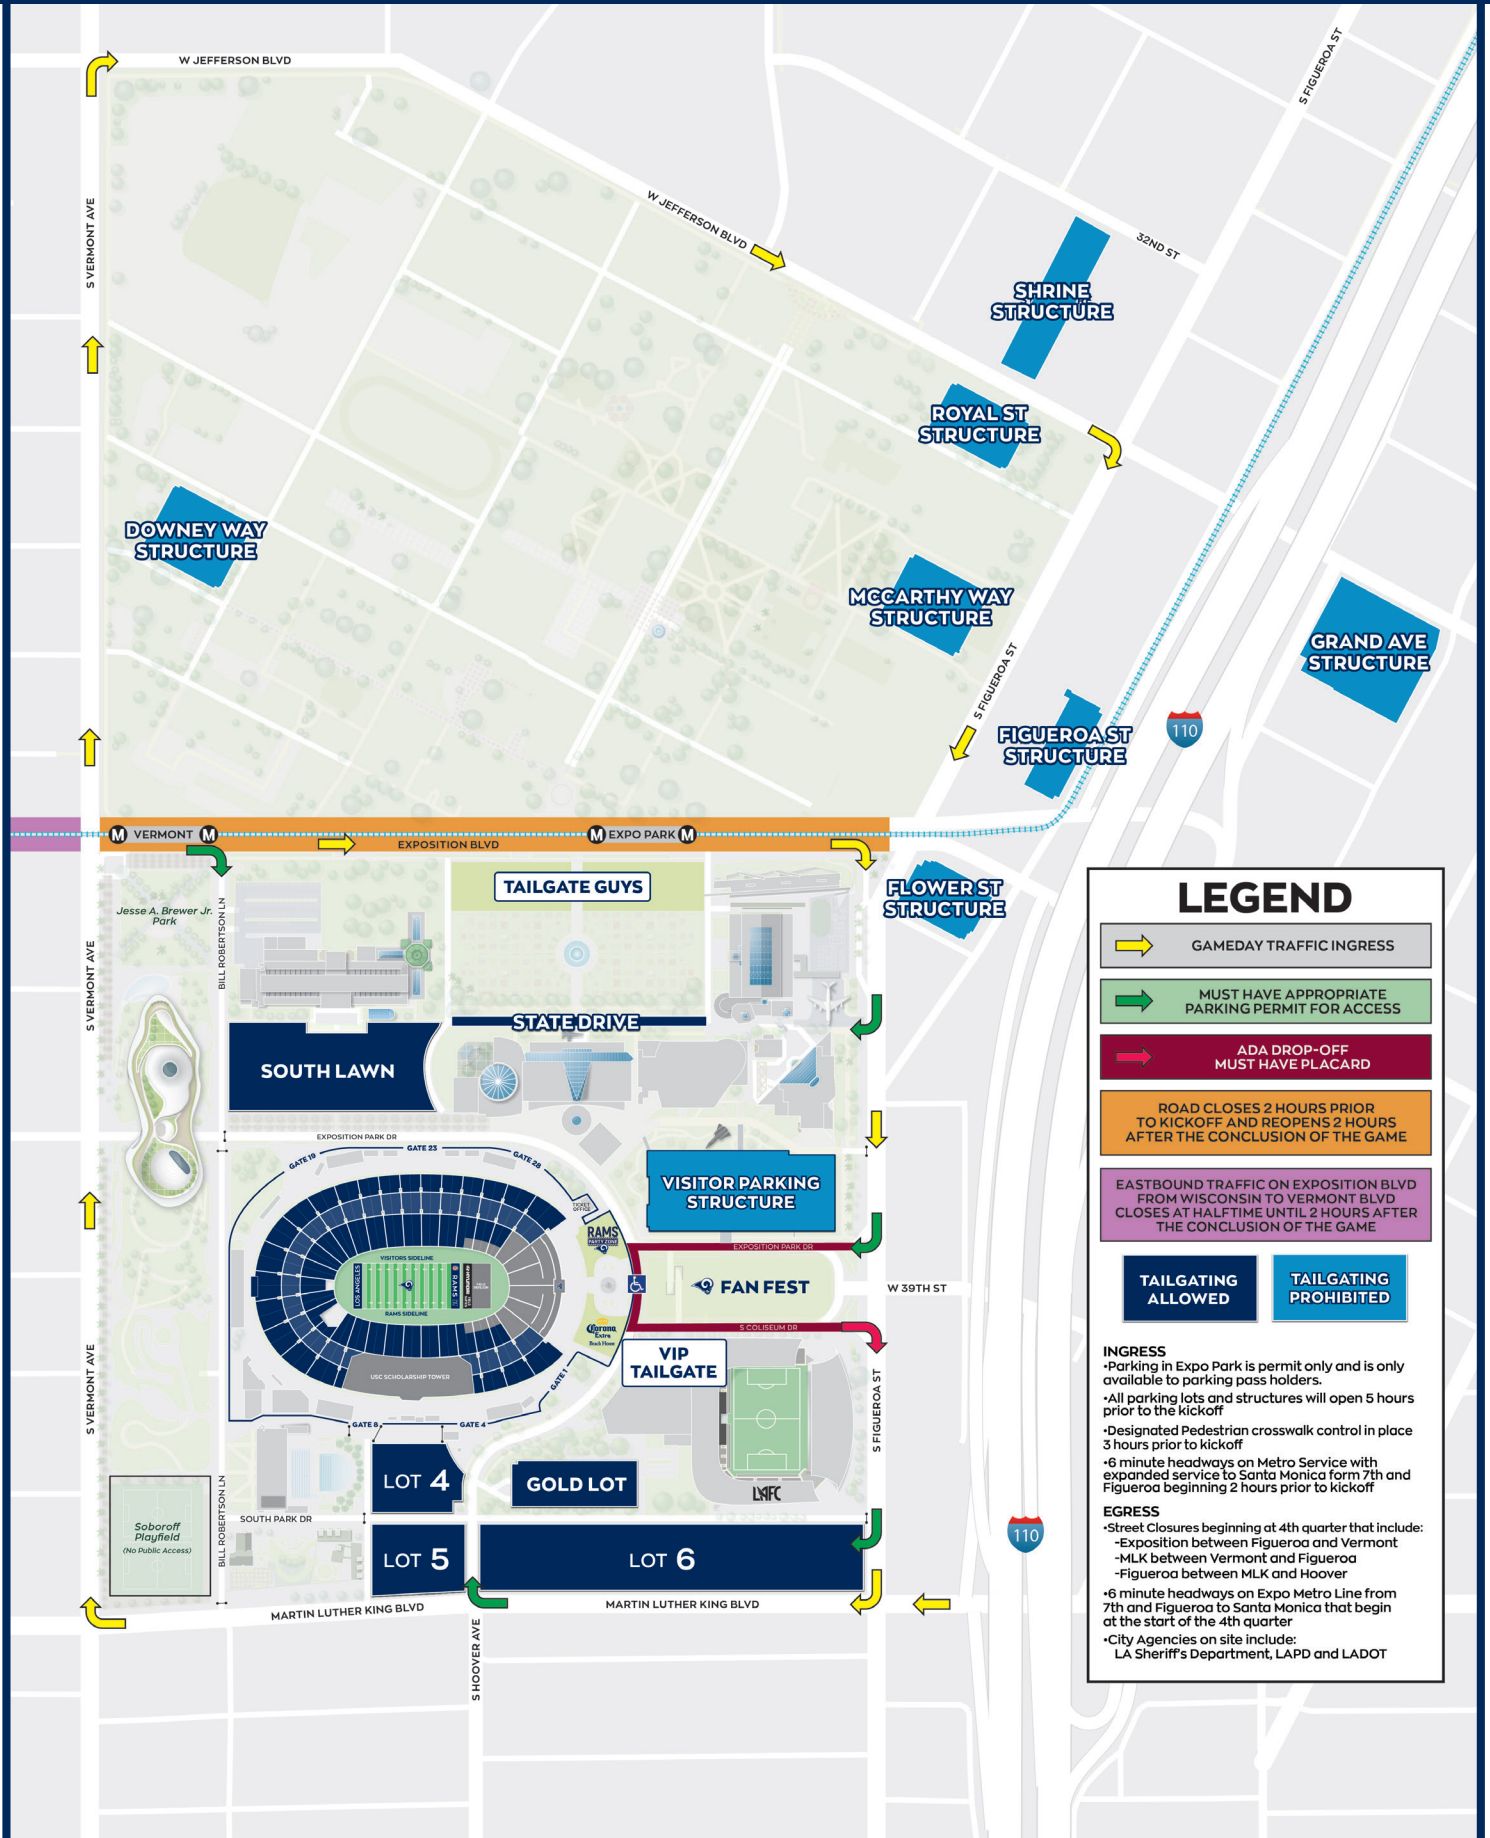 W JEFFERSON BLVD
S FIGUEROA ST
S VERMONT AVE
W JEFFERSON BLVD
32ND ST
SHRINE
STRUCTURE
ROYAL ST
STRUCTURE
DOWNEY WAY
STRUCTURE
MCCARTHY WAY
STRUCTURE
GRAND AVE
STRUCTURE
S FIGUEROA ST
FIGUEROA ST
STRUCTURE
110
M VERMONT M
M EXPO PARK M
EXPOSITION BLVD
TAILGATE GUYS
FLOWER ST
STRUCTURE
Jesse A. Brewer Jr.
Park
BILL ROBERTSON LN
S VERMONT AVE
STATE DRIVE
SOUTH LAWN
EXPOSITION PARK DR
GATE 19
GATE 23
GATE 28
VISITOR PARKING
STRUCTURE
TICKET
OFFICE
RAMS
PARTY ZONE
EXPOSITION PARK DR
VISITORS SIDELINE
LOS ANGELES
RAMS
RAMS SIDELINE
FAN FEST
W 39TH ST
Corona
Extra
Beach House
S COLISEUM DR
VIP
TAILGATE
USC SCHOLARSHIP TOWER
GATE 1
S VERMONT AVE
S FIGUEROA ST
GATE 8
GATE 4
LOT 4
GOLD LOT
LAFC
BILL ROBERTSON LN
SOUTH PARK DR
Soboroff
Playfield
(No Public Access)
LOT 5
LOT 6
110
MARTIN LUTHER KING BLVD
MARTIN LUTHER KING BLVD
S HOOVER AVE
LEGEND
GAMEDAY TRAFFIC INGRESS
MUST HAVE APPROPRIATE
PARKING PERMIT FOR ACCESS
ADA DROP-OFF
MUST HAVE PLACARD
ROAD CLOSES 2 HOURS PRIOR
TO KICKOFF AND REOPENS 2 HOURS
AFTER THE CONCLUSION OF THE GAME
EASTBOUND TRAFFIC ON EXPOSITION BLVD
FROM WISCONSIN TO VERMONT BLVD
CLOSES AT HALFTIME UNTIL 2 HOURS AFTER
THE CONCLUSION OF THE GAME
TAILGATING
ALLOWED
TAILGATING
PROHIBITED
INGRESS
•Parking in Expo Park is permit only and is only
available to parking pass holders.
•All parking lots and structures will open 5 hours
prior to the kickoff
•Designated Pedestrian crosswalk control in place
3 hours prior to kickoff
•6 minute headways on Metro Service with
expanded service to Santa Monica form 7th and
Figueroa beginning 2 hours prior to kickoff
EGRESS
•Street Closures beginning at 4th quarter that include:
-Exposition between Figueroa and Vermont
-MLK between Vermont and Figueroa
-Figueroa between MLK and Hoover
•6 minute headways on Expo Metro Line from
7th and Figueroa to Santa Monica that begin
at the start of the 4th quarter
•City Agencies on site include:
LA Sheriff's Department, LAPD and LADOT